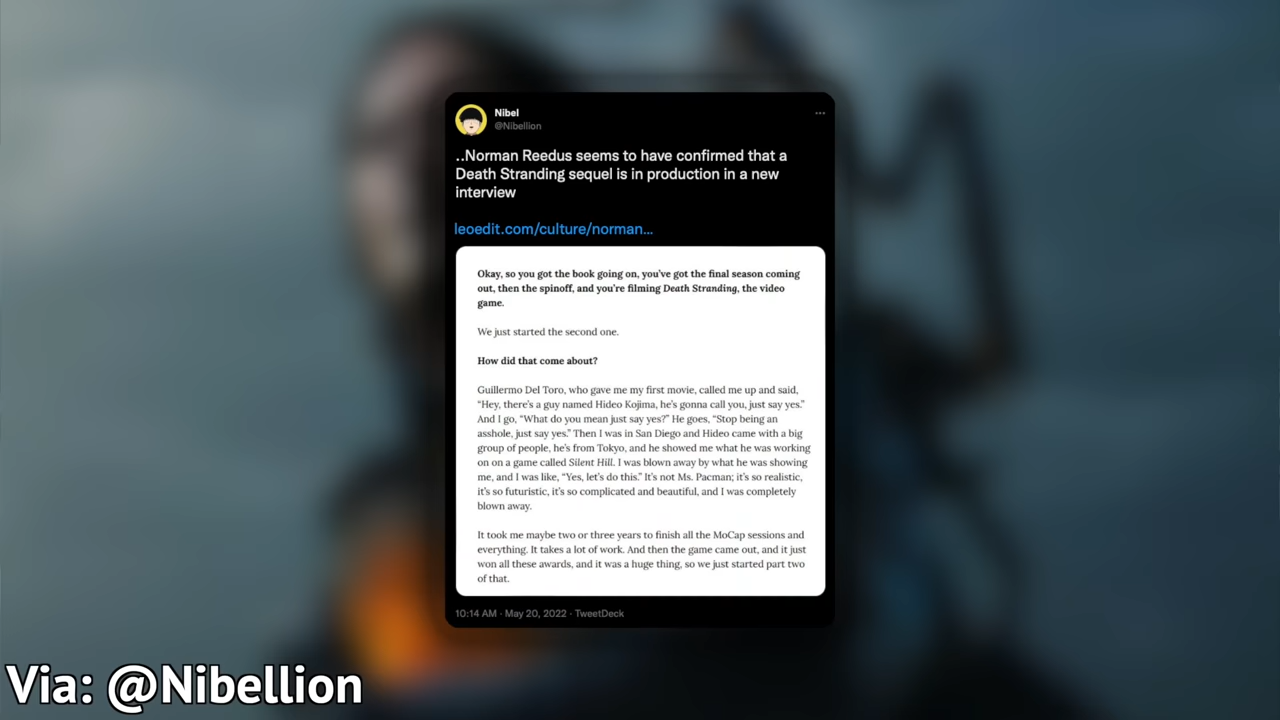 Nibel
@Nibellion
..Norman Reedus seems to have confirmed that a
Death Stranding sequel is in production in a new
interview
leoedit.com/culture/norman...
Okay, so you got the book going on, you've got the final season coming
out, then the spinoff, and you're filming Death Stranding, the video
game.
We just started the second one.
How did that come about?
Guillermo Del Toro, who gave me my first movie, called me up and said,
“Hey, there's a guy named Hideo Kojima, he's gonna call you, just say yes.”
And I go, “What do you mean just say yes?” He goes, “Stop being an
asshole, just say yes.” Then I was in San Diego and Hideo came with a big
group of people, he's from Tokyo, and he showed me what he was working
on on a game called Silent Hill. I was blown away by what he was showing
me, and I was like, “Yes, let's do this.” It's not Ms. Pacman; it's so realistic,
it's so futuristic, it's so complicated and beautiful, and I was completely
blown away.
It took me maybe two or three years to finish all the MoCap sessions and
everything. It takes a lot of work. And then the game came out, and it just
won all these awards, and it was a huge thing, so we just started part two
of that.
10:14 AM · May 20, 2022 · TweetDeck
Via: @Nibellion